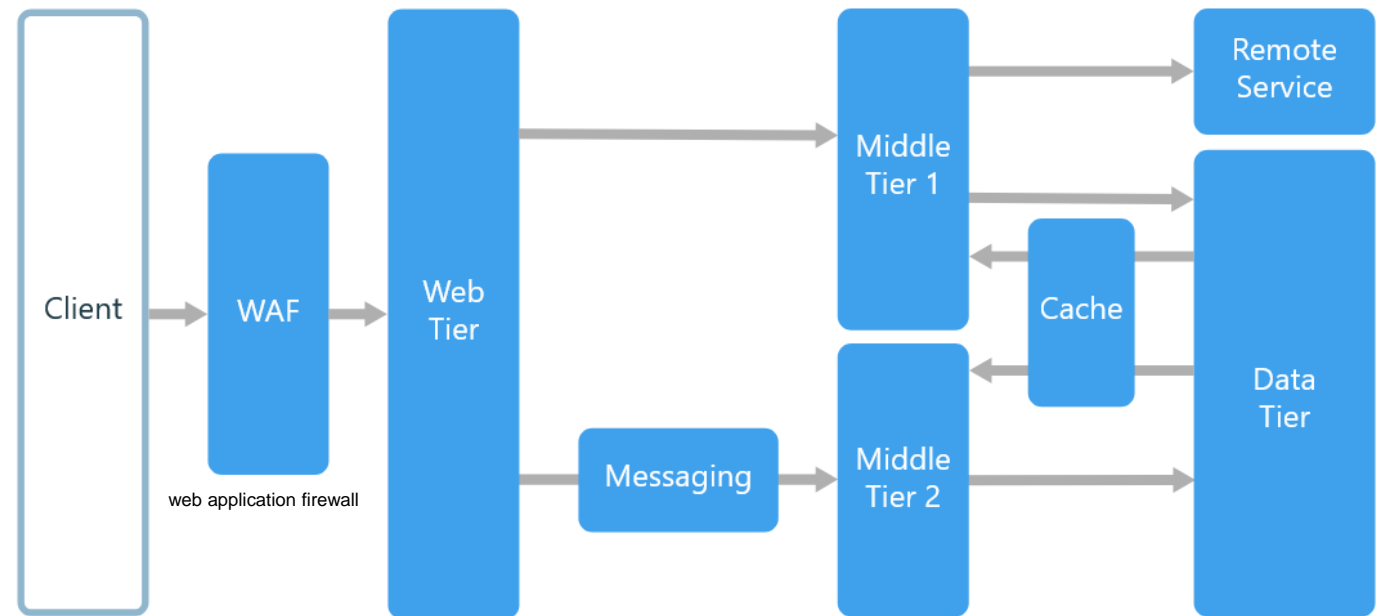 Client
WAF
web application firewall
Web
Tier
Messaging
Middle
Tier 1
Middle
Tier 2
Cache
Remote
Service
Data
Tier